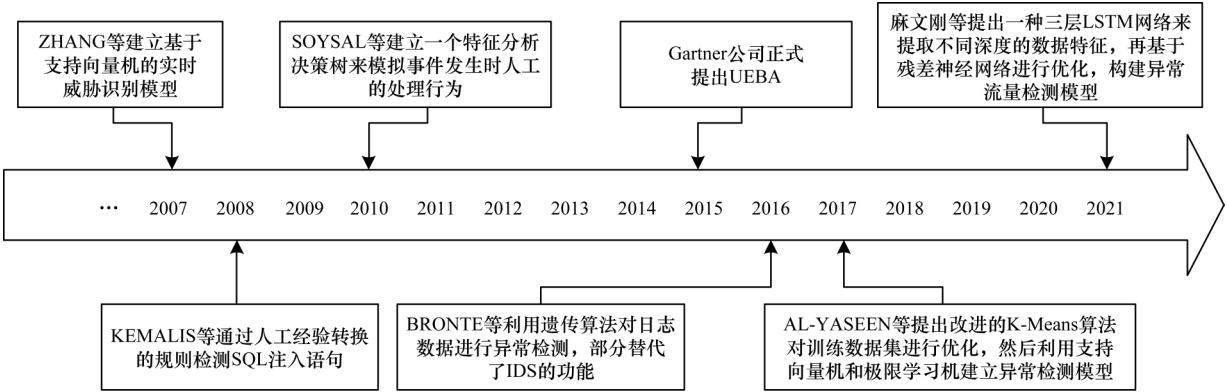 ZHANG等建立基于
支持向量机的实时
威胁识别模型
SOYSAL等建立一个特征分析
决策树来模拟事件发生时人工
的处理行为
Gartner公司正式
提出UEBA
麻文刚等提出一种三层LSTM网络来
提取不同深度的数据特征，再基于
残差神经网络进行优化，构建异常
流量检测模型
… 2007 2008 2009 2010 2011 2012 2013 2014 2015 2016 2017 2018 2019 2020 2021
KEMALIS等通过人工经验转换
的规则检测SQL注入语句
BRONTE等利用遗传算法对日志
数据进行异常检测，部分替代
了IDS的功能
AL-YASEEN等提出改进的K-Means算法
对训练数据集进行优化，然后利用支持
向量机和极限学习机建立异常检测模型